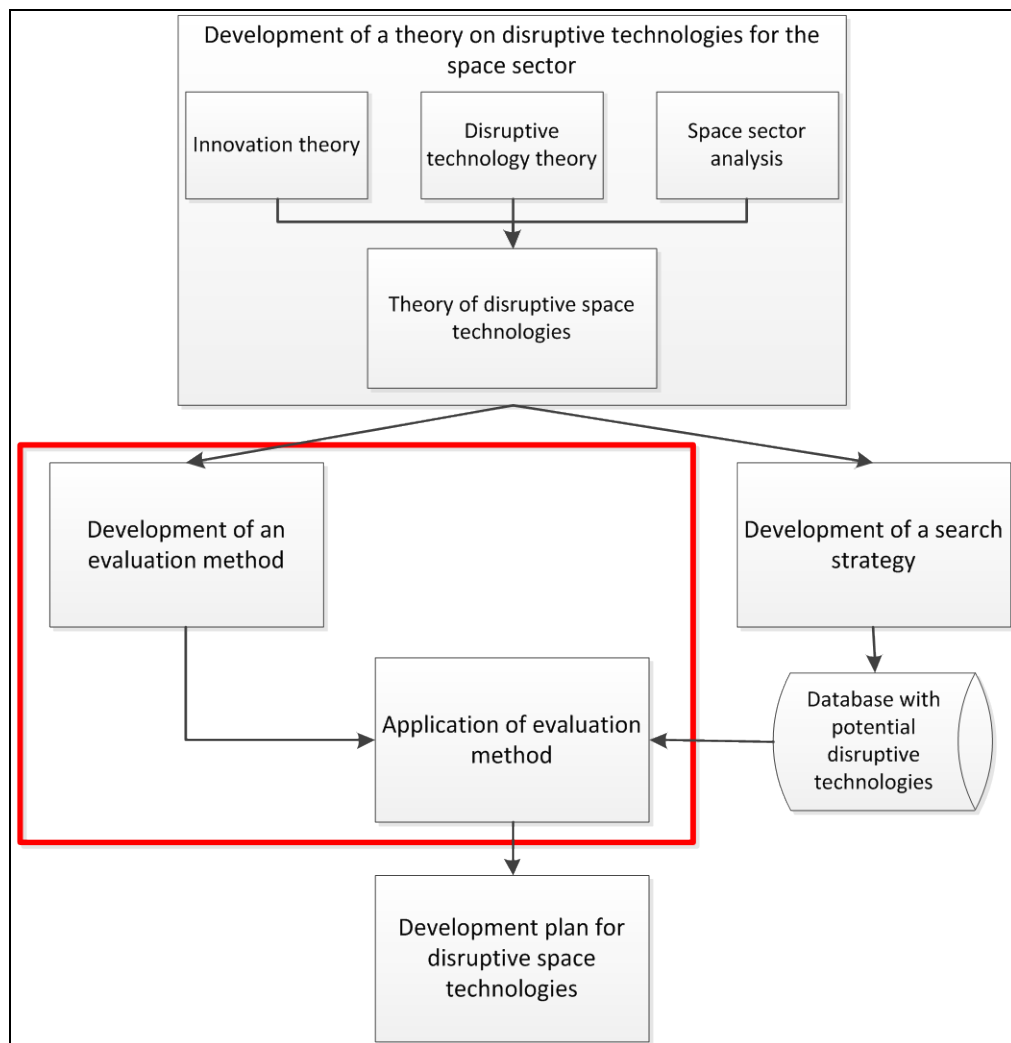 Development of a theory on disruptive technologies for the
space sector
Innovation theory
Disruptive
technology theory
Space sector
analysis
Theory of disruptive space
technologies
Development of an
evaluation method
Development of a search
strategy
Application of evaluation
method
Database with
potential
disruptive
technologies
Development plan for
disruptive space
technologies